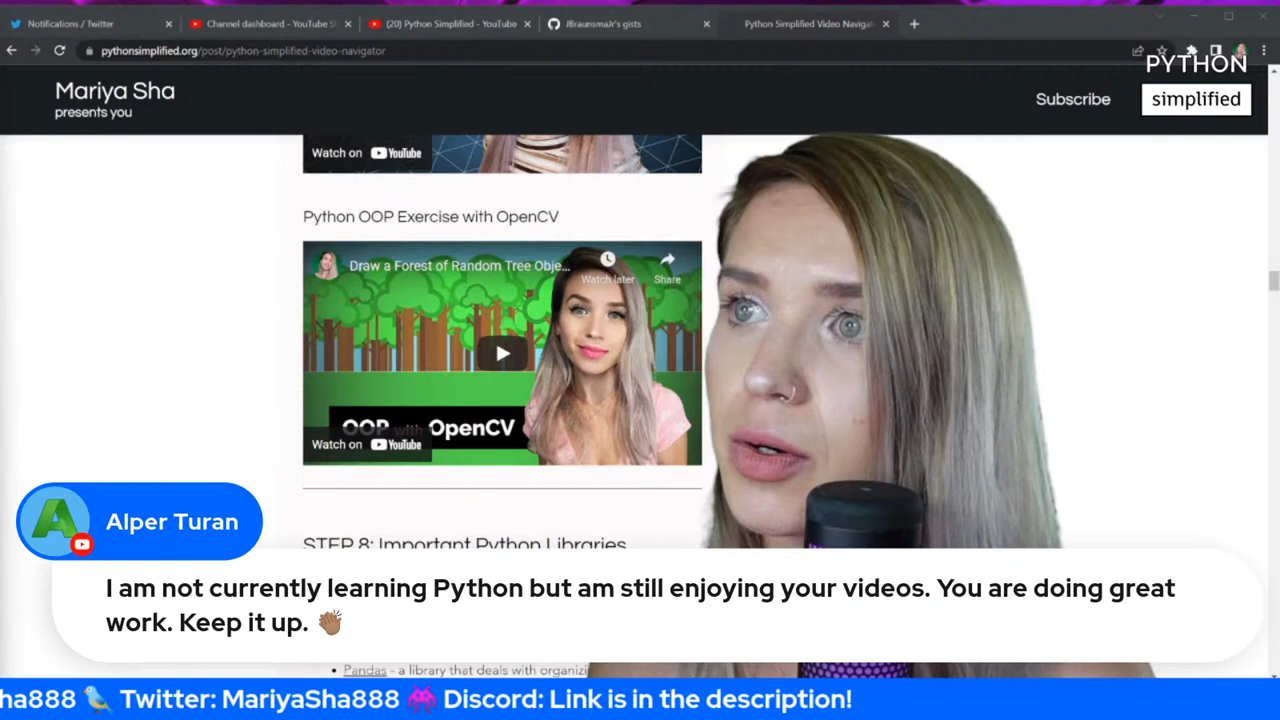 Notifications / Twitter
Channel dashboard - YouTube St
(20) Python Simplified - YouTube
JBraunsmaJr's gists
Python Simplified Video Navigat
pythonsimplified.org/post/python-simplified-video-navigator
PYTHON
simplified
Mariya Sha
presents you
Subscribe
Watch on YouTube
Python OOP Exercise with OpenCV
Draw a Forest of Random Tree Obje...
Watch later
Share
OOP with OpenCV
Watch on YouTube
STEP 8: Important Python Libraries
Alper Turan
I am not currently learning Python but am still enjoying your videos. You are doing great
work. Keep it up. 👏🏽
Pandas - a library that deals with organizi
ha888 🐦 Twitter: MariyaSha888 👾 Discord: Link is in the description!